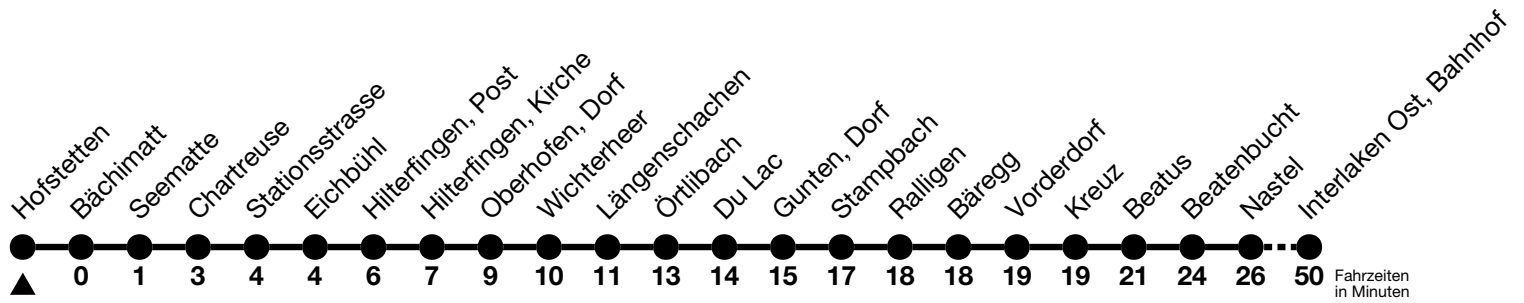 Hofstetten
Bächimatt
Seematte
Chartreuse
Stationsstrasse
Eichbühl
Hilterfingen, Post
Hilterfingen, Kirche
Oberhofen, Dorf
Wichterheer
Längenschachen
Örtlibach
Du Lac
Gunten, Dorf
Stampbach
Ralligen
Bäregg
Vorderdorf
Kreuz
Beatus
Beatenbucht
Nastel
Interlaken Ost, Bahnhof
0 1 3 4 4 6 7 9 10 11 13 14 15 17 18 18 19 19 21 24 26 50
Fahrzeiten
in Minuten